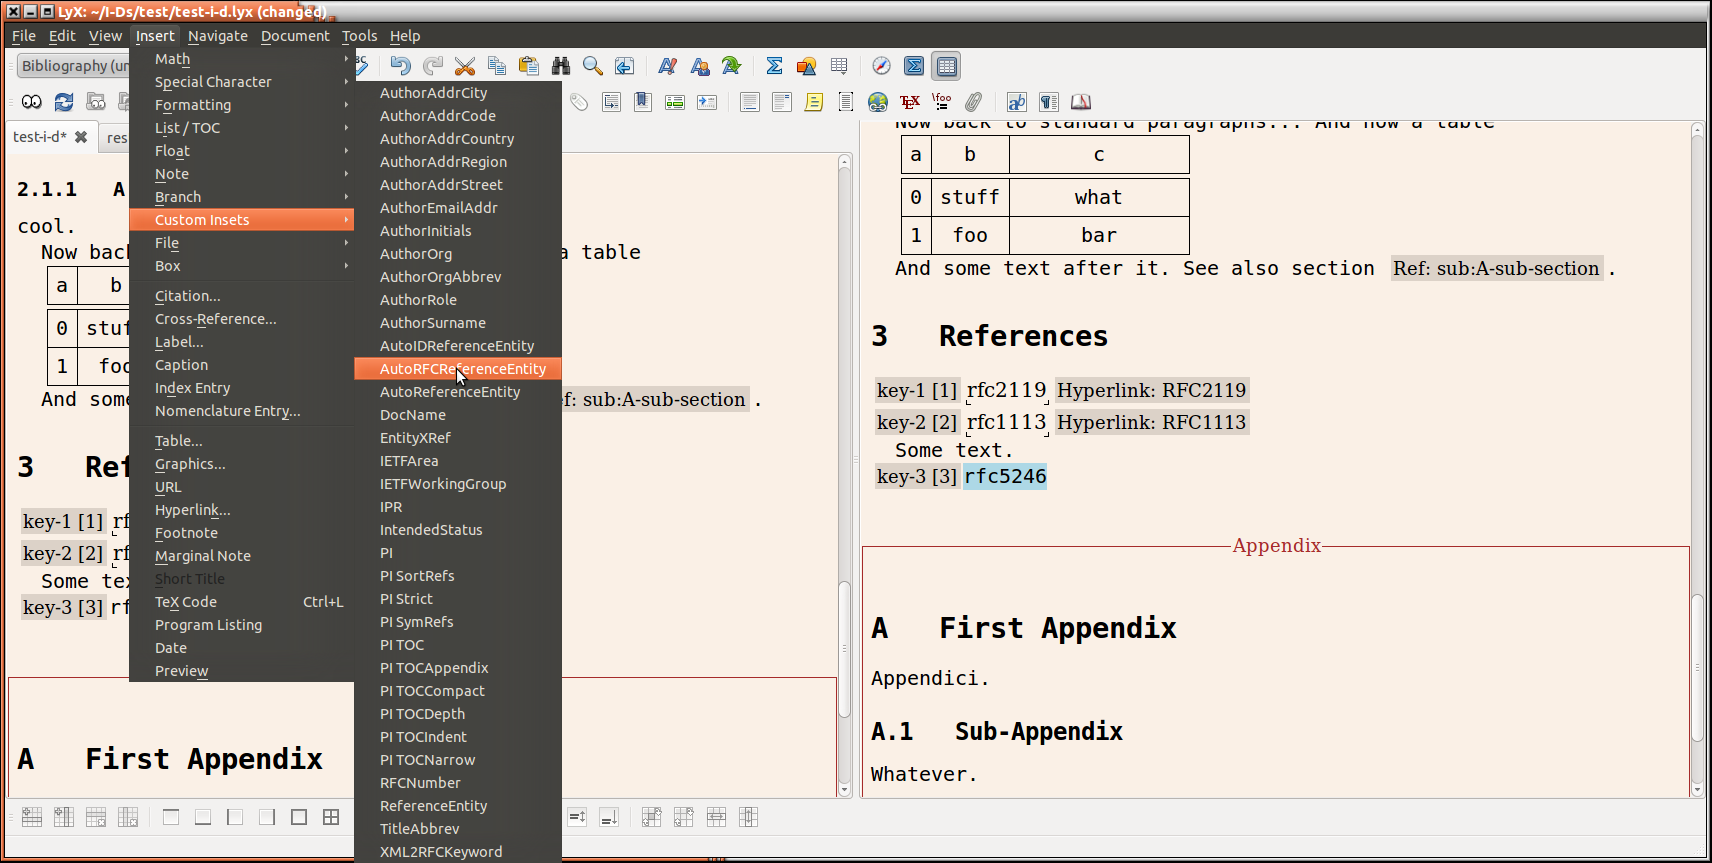 LyX: ~/I-Ds/test/test-i-d.lyx (changed)
File Edit View Insert Navigate Document Tools Help
Bibliography (un
test-i-d*
res
2.1.1 A
cool.
Now bac
a table
a b
0 stuf
1 foo
And some
ef: sub:A-sub-section .
3 Ref
key-1 [1] rf
key-2 [2] rf
Some tex
key-3 [3] rf
A First Appendix
Math
Special Character
Formatting
List / TOC
Float
Note
Branch
Custom Insets
File
Box
Citation...
Cross-Reference...
Label...
Caption
Index Entry
Nomenclature Entry...
Table...
Graphics...
URL
Hyperlink...
Footnote
Marginal Note
Short Title
TeX Code Ctrl+L
Program Listing
Date
Preview
AuthorAddrCity
AuthorAddrCode
AuthorAddrCountry
AuthorAddrRegion
AuthorAddrStreet
AuthorEmailAddr
AuthorInitials
AuthorOrg
AuthorOrgAbbrev
AuthorRole
AuthorSurname
AutoIDReferenceEntity
AutoRFCReferenceEntity
AutoReferenceEntity
DocName
EntityXRef
IETFArea
IETFWorkingGroup
IPR
IntendedStatus
PI
PI SortRefs
PI Strict
PI SymRefs
PI TOC
PI TOCAppendix
PI TOCCompact
PI TOCDepth
PI TOCIndent
PI TOCNarrow
RFCNumber
ReferenceEntity
TitleAbbrev
XML2RFCKeyword
Now back to standard paragraphs... And now a table
a b c
0 stuff what
1 foo bar
And some text after it. See also section Ref: sub:A-sub-section .
3 References
key-1 [1] rfc2119 Hyperlink: RFC2119
key-2 [2] rfc1113 Hyperlink: RFC1113
Some text.
key-3 [3] rfc5246
Appendix
A First Appendix
Appendici.
A.1 Sub-Appendix
Whatever.